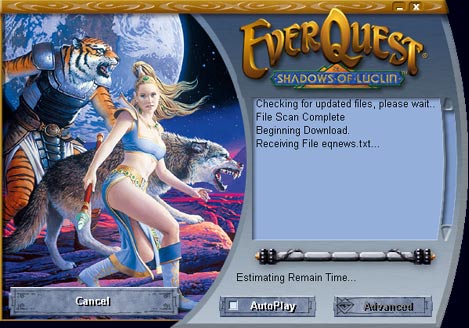 EVERQUEST®
SHADOWS OF LUCLIN
Checking for updated files, please wait..
File Scan Complete
Beginning Download.
Receiving File eqnews.txt...
Estimating Remain Time...
Cancel
AutoPlay
Advanced